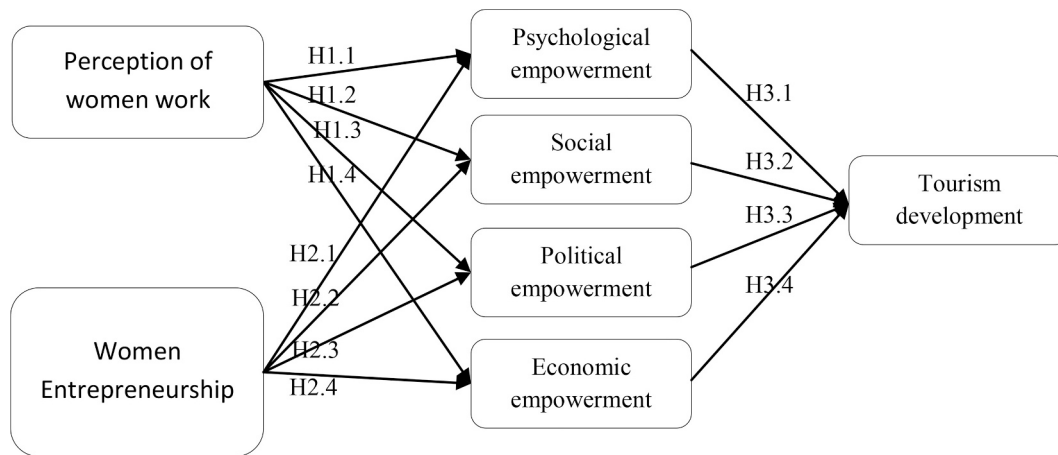 Perception of
women work
Women
Entrepreneurship
H1.1
H1.2
H1.3
H1.4
H2.1
H2.2
H2.3
H2.4
Psychological
empowerment
Social
empowerment
Political
empowerment
Economic
empowerment
H3.1
H3.2
H3.3
H3.4
Tourism
development